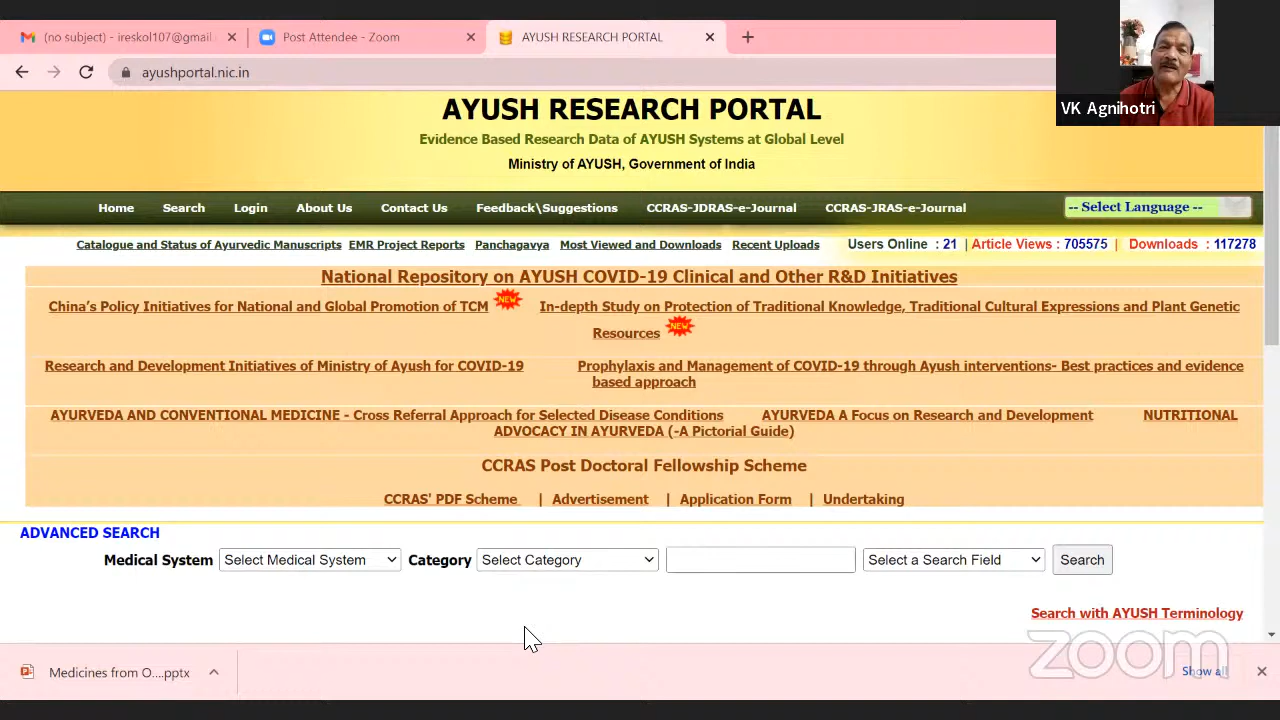 (no subject) - ireskol107@gmail.
Post Attendee - Zoom
AYUSH RESEARCH PORTAL
ayushportal.nic.in
VK Agnihotri
AYUSH RESEARCH PORTAL
Evidence Based Research Data of AYUSH Systems at Global Level
Ministry of AYUSH, Government of India
Home Search Login About Us Contact Us Feedback\Suggestions CCRAS-JDRAS-e-Journal CCRAS-JRAS-e-Journal -- Select Language --
Catalogue and Status of Ayurvedic Manuscripts EMR Project Reports Panchagavya Most Viewed and Downloads Recent Uploads Users Online : 21 | Article Views : 705575 | Downloads : 117278
National Repository on AYUSH COVID-19 Clinical and Other R&D Initiatives
China's Policy Initiatives for National and Global Promotion of TCM NEW In-depth Study on Protection of Traditional Knowledge, Traditional Cultural Expressions and Plant Genetic
Resources NEW
Research and Development Initiatives of Ministry of Ayush for COVID-19 Prophylaxis and Management of COVID-19 through Ayush interventions- Best practices and evidence
based approach
AYURVEDA AND CONVENTIONAL MEDICINE - Cross Referral Approach for Selected Disease Conditions AYURVEDA A Focus on Research and Development NUTRITIONAL
ADVOCACY IN AYURVEDA (-A Pictorial Guide)
CCRAS Post Doctoral Fellowship Scheme
CCRAS' PDF Scheme | Advertisement | Application Form | Undertaking
ADVANCED SEARCH
Medical System Select Medical System Category Select Category Select a Search Field Search
Search with AYUSH Terminology
zoom
Medicines from O....pptx Show all